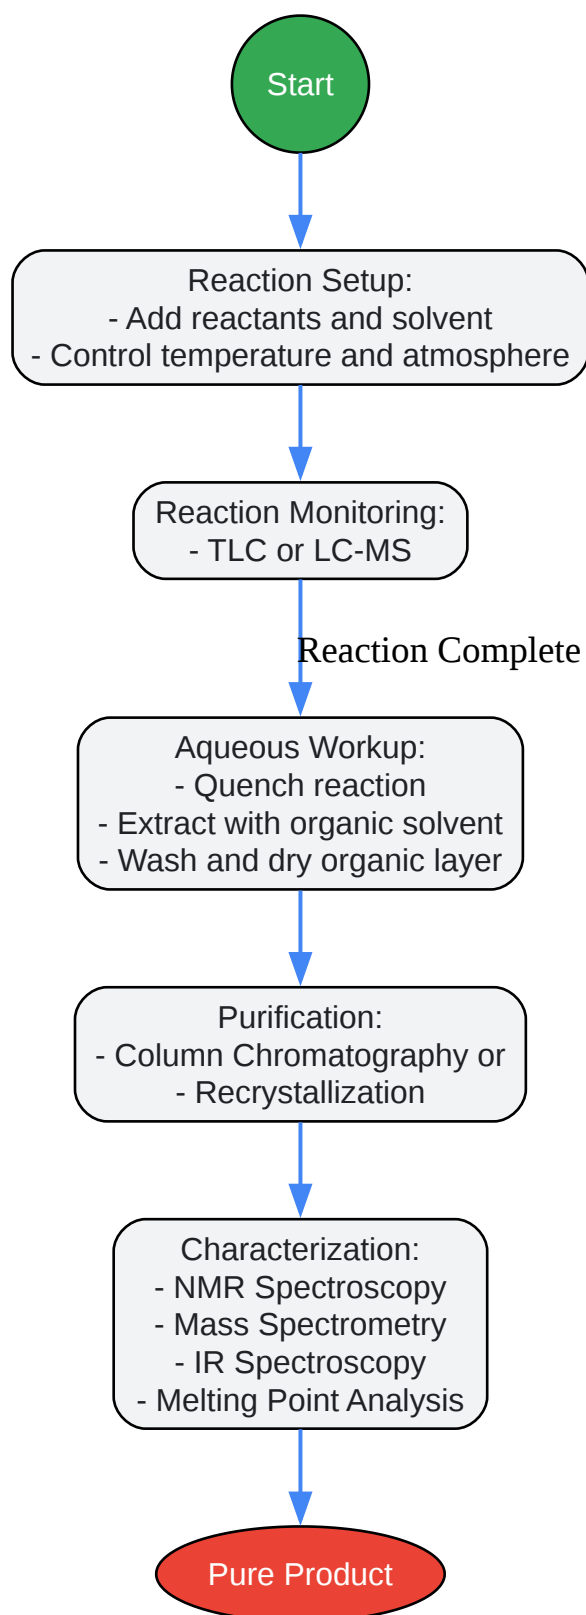 Start
Reaction Setup:
- Add reactants and solvent
- Control temperature and atmosphere
Reaction Monitoring:
- TLC or LC-MS
Reaction Complete
Aqueous Workup:
- Quench reaction
- Extract with organic solvent
- Wash and dry organic layer
Purification:
- Column Chromatography or
- Recrystallization
Characterization:
- NMR Spectroscopy
- Mass Spectrometry
- IR Spectroscopy
- Melting Point Analysis
Pure Product